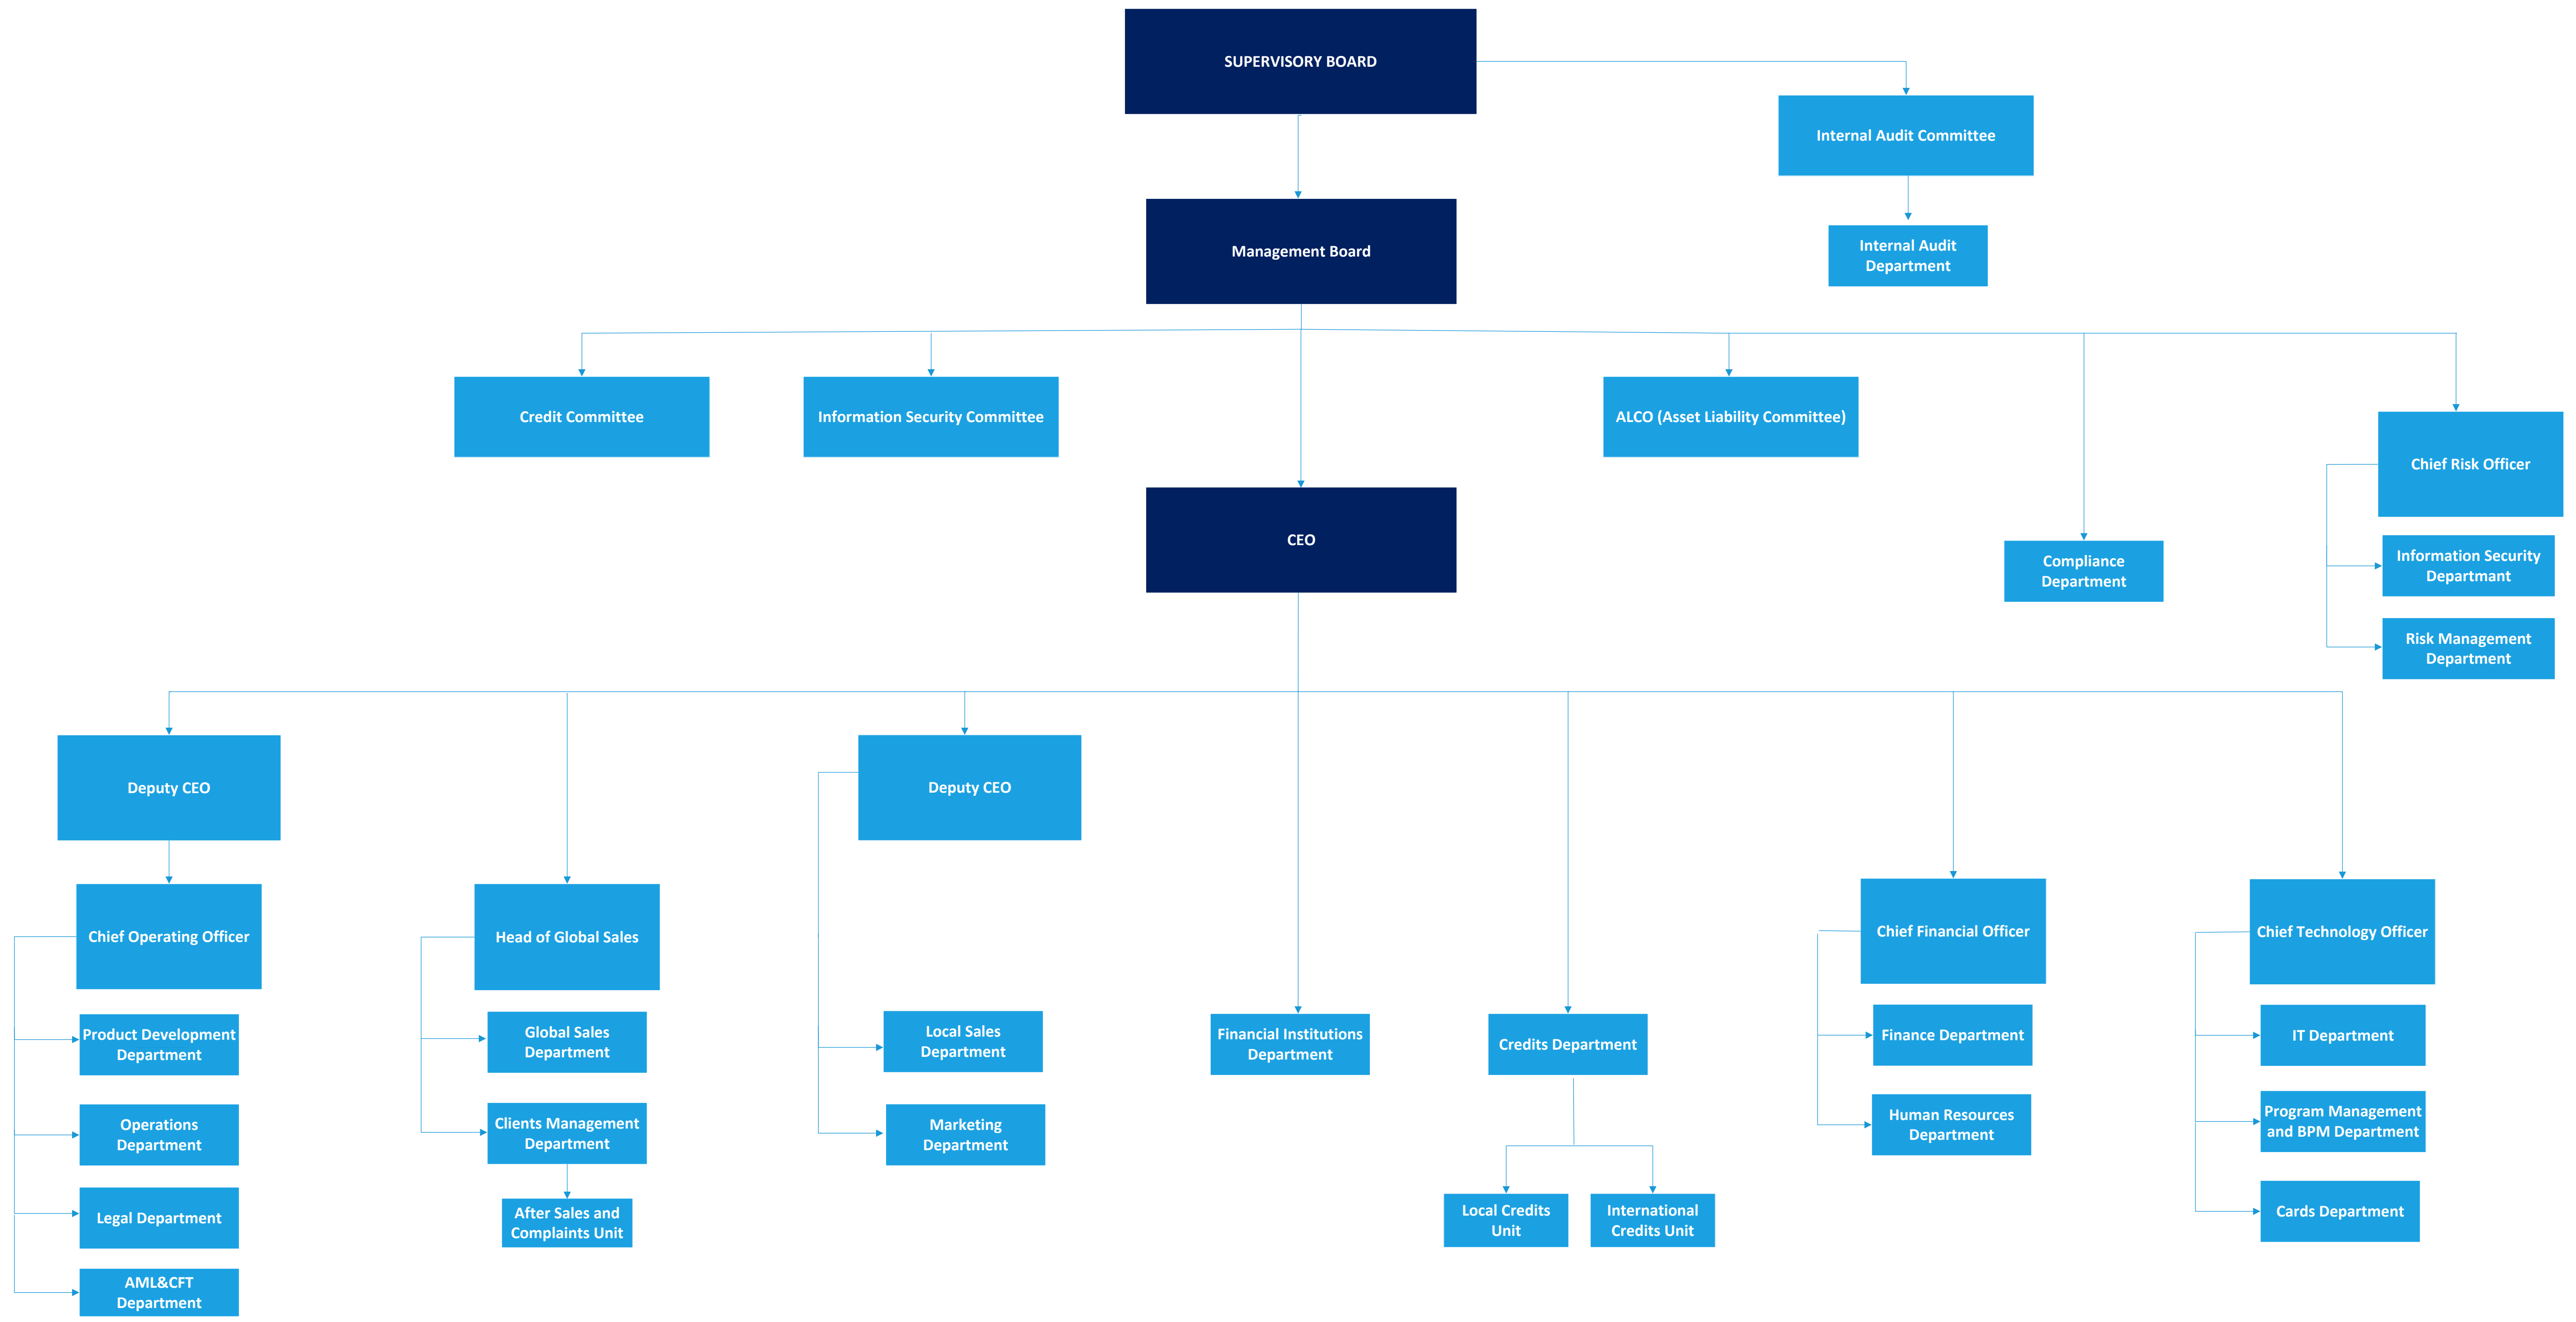 SUPERVISORY BOARD
Internal Audit Committee
Management Board
Internal Audit
Department
Credit Committee
Information Security Committee
ALCO (Asset Liability Committee)
Chief Risk Officer
CEO
Compliance
Department
Information Security
Departmant
Risk Management
Department
Deputy CEO
Deputy CEO
Chief Operating Officer
Head of Global Sales
Chief Financial Officer
Chief Technology Officer
Product Development
Department
Global Sales
Department
Local Sales
Department
Financial Institutions
Department
Credits Department
Finance Department
IT Department
Operations
Department
Clients Management
Department
Marketing
Department
Human Resources
Department
Program Management
and BPM Department
Legal Department
After Sales and
Complaints Unit
Local Credits
Unit
International
Credits Unit
Cards Department
AML&CFT
Department